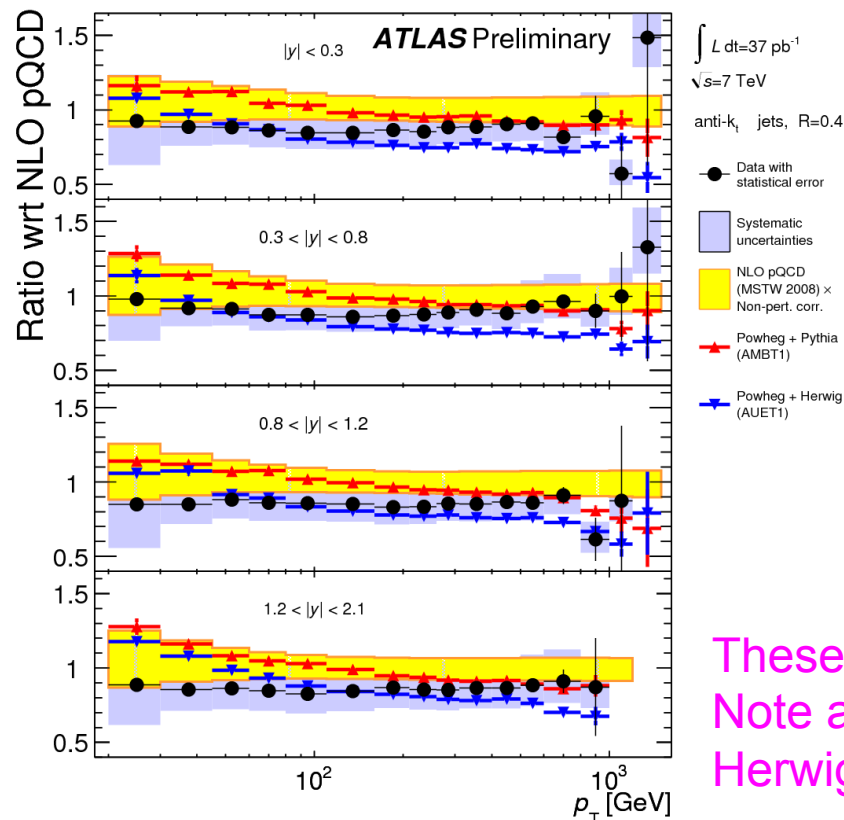 Ratio wrt NLO pQCD
ATLAS Preliminary
|y| < 0.3
1.5
1
0.5
0.3 < |y| < 0.8
1.5
1
0.5
0.8 < |y| < 1.2
1.5
1
0.5
1.2 < |y| < 2.1
1.5
1
0.5
10²
10³
p_T [GeV]
∫ L dt=37 pb⁻¹
√s=7 TeV
anti-k_t jets, R=0.4
Data with
statistical error
Systematic
uncertainties
NLO pQCD
(MSTW 2008) ×
Non-pert. corr.
Powheg + Pythia
(AMBT1)
Powheg + Herwig
(AUET1)
These
Note a
Herwig